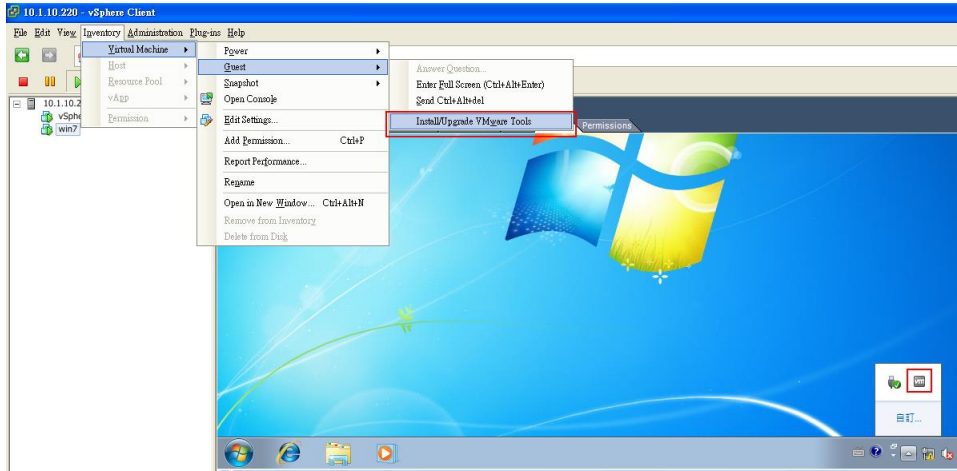 10.1.10.220 - vSphere Client
File Edit View Inventory Administration Plug-ins Help
Virtual Machine
Host
Resource Pool
vApp
Permission
Power
Guest
Snapshot
Open Console
Edit Settings...
Add Permission... Ctrl+P
Report Performance...
Rename
Open in New Window... Ctrl+Alt+N
Remove from Inventory
Delete from Disk
Answer Question...
Enter Full Screen (Ctrl+Alt+Enter)
Send Ctrl+Alt+del
Install/Upgrade VMware Tools
Permissions
10.1.10.2
vSphe
win7
vm
自訂...